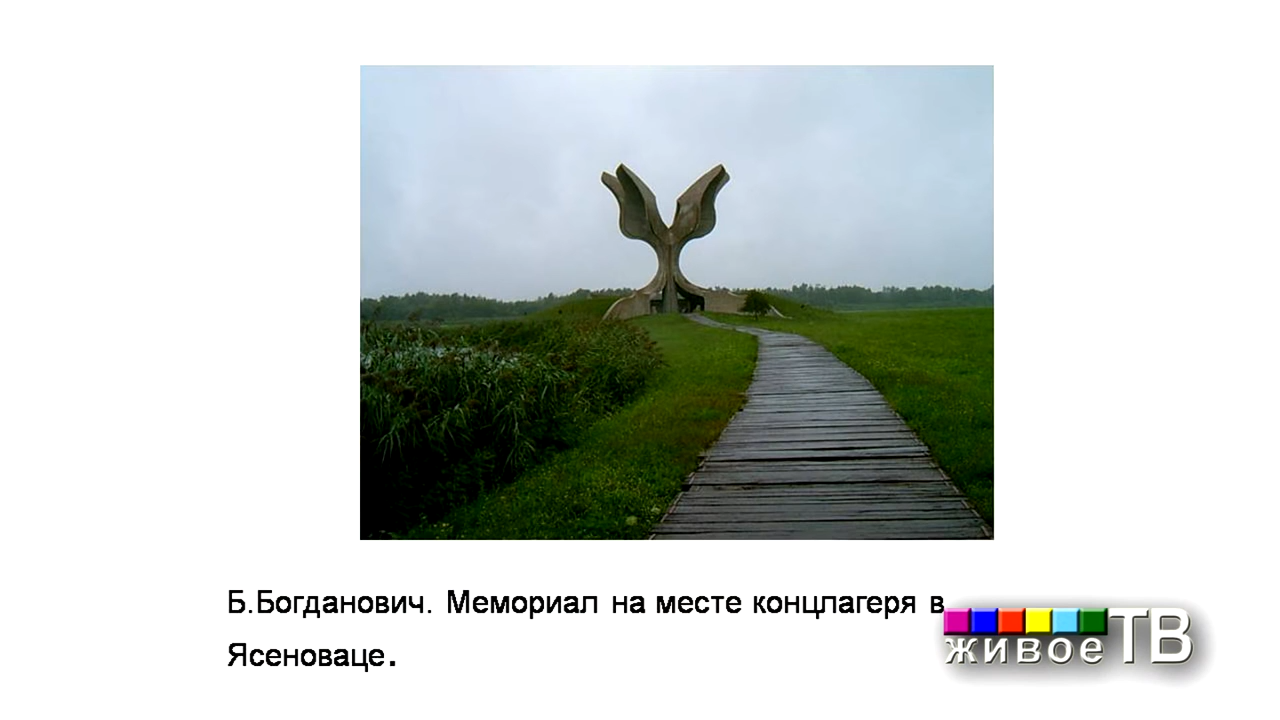 Б.Богданович. Мемориал на месте концлагеря в
Ясеноваце.
живоеТВ